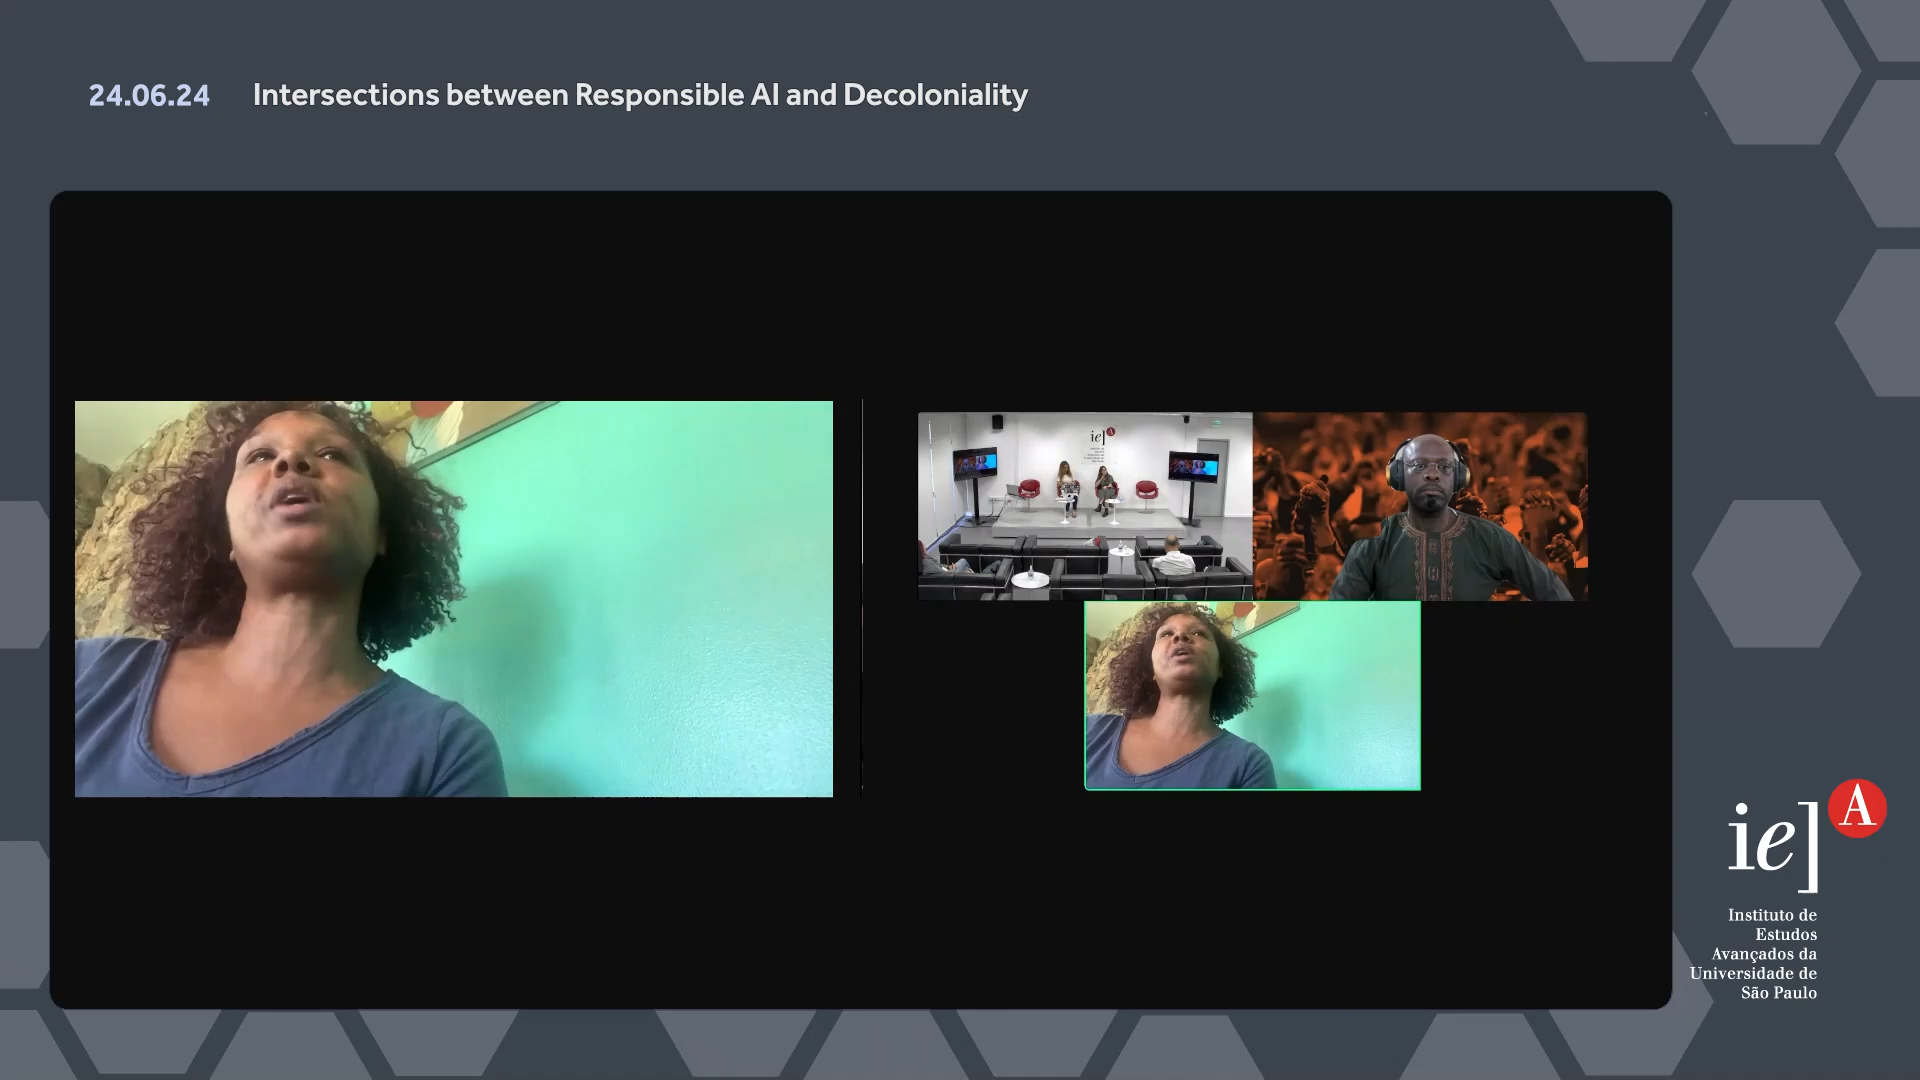 24.06.24 Intersections between Responsible AI and Decoloniality
ie] A
ie] A
Instituto de
Estudos
Avançados da
Universidade de
São Paulo